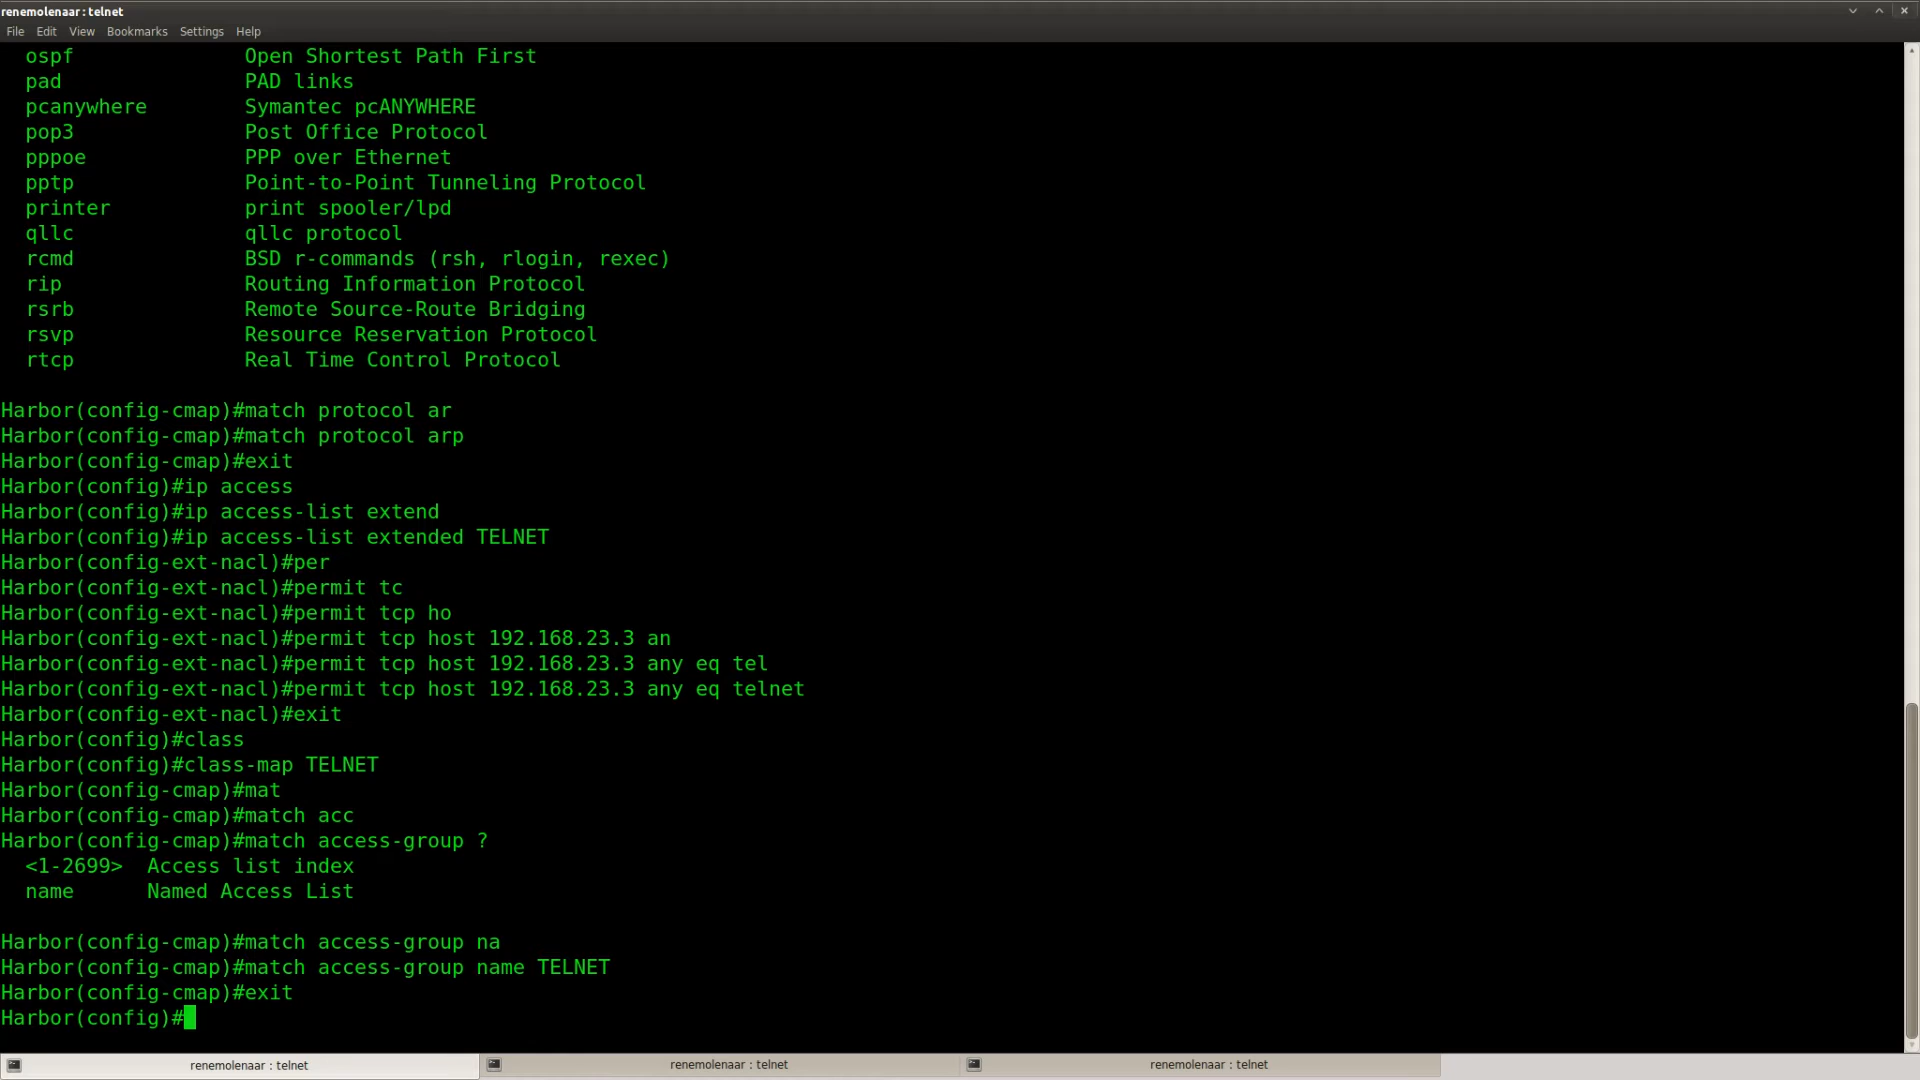 renemolenaar : telnet
File Edit View Bookmarks Settings Help
ospf Open Shortest Path First
pad PAD links
pcanywhere Symantec pcANYWHERE
pop3 Post Office Protocol
pppoe PPP over Ethernet
pptp Point-to-Point Tunneling Protocol
printer print spooler/lpd
qllc qllc protocol
rcmd BSD r-commands (rsh, rlogin, rexec)
rip Routing Information Protocol
rsrb Remote Source-Route Bridging
rsvp Resource Reservation Protocol
rtcp Real Time Control Protocol
Harbor(config-cmap)#match protocol ar
Harbor(config-cmap)#match protocol arp
Harbor(config-cmap)#exit
Harbor(config)#ip access
Harbor(config)#ip access-list extend
Harbor(config)#ip access-list extended TELNET
Harbor(config-ext-nacl)#per
Harbor(config-ext-nacl)#permit tc
Harbor(config-ext-nacl)#permit tcp ho
Harbor(config-ext-nacl)#permit tcp host 192.168.23.3 an
Harbor(config-ext-nacl)#permit tcp host 192.168.23.3 any eq tel
Harbor(config-ext-nacl)#permit tcp host 192.168.23.3 any eq telnet
Harbor(config-ext-nacl)#exit
Harbor(config)#class
Harbor(config)#class-map TELNET
Harbor(config-cmap)#mat
Harbor(config-cmap)#match acc
Harbor(config-cmap)#match access-group ?
<1-2699> Access list index
name Named Access List
Harbor(config-cmap)#match access-group na
Harbor(config-cmap)#match access-group name TELNET
Harbor(config-cmap)#exit
Harbor(config)#
renemolenaar : telnet renemolenaar : telnet renemolenaar : telnet